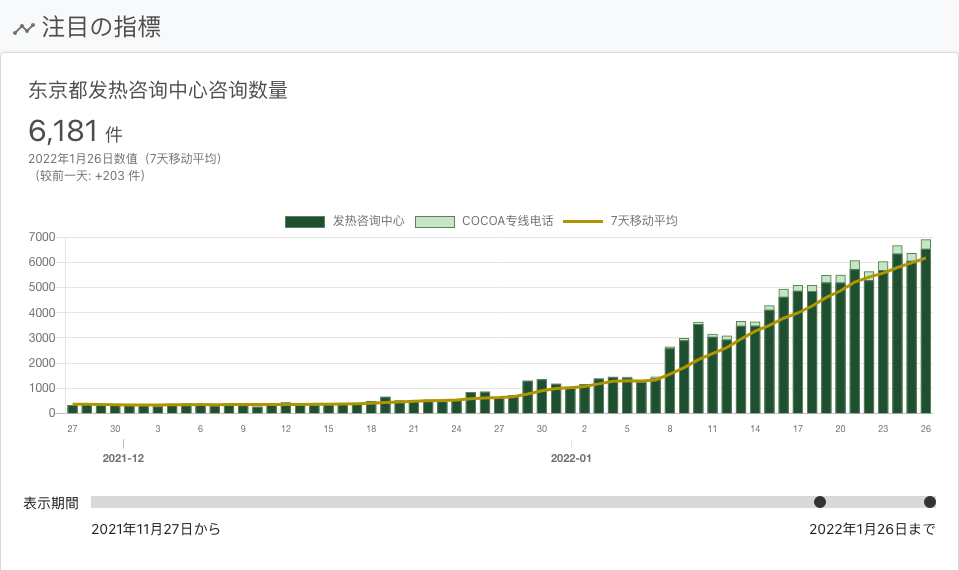 注目の指標
东京都发热咨询中心咨询数量
6,181 件
2022年1月26日数值（7天移动平均）
（较前一天: +203 件）
发热咨询中心 COCOA专线电话 7天移动平均
7000
6000
5000
4000
3000
2000
1000
0
27 30 3 6 9 12 15 18 21 24 27 30 2 5 8 11 14 17 20 23 26
2021-12 2022-01
表示期間
2021年11月27日から 2022年1月26日まで